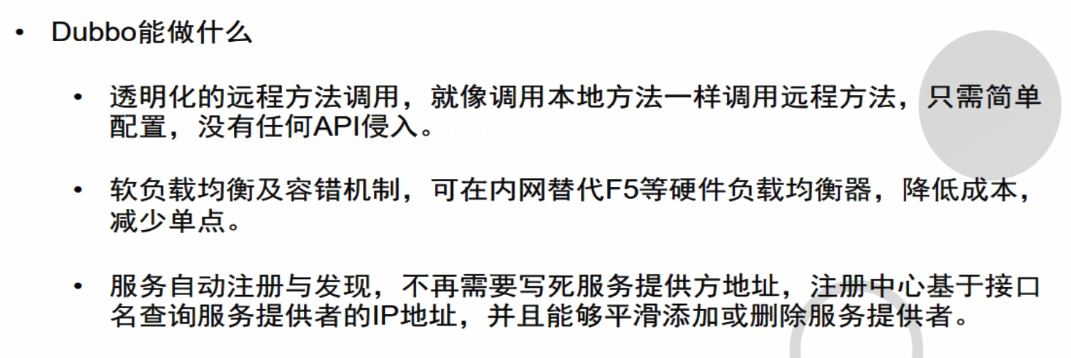 • Dubbo能做什么
• 透明化的远程方法调用，就像调用本地方法一样调用远程方法，只需简单
配置，没有任何API侵入。
• 软负载均衡及容错机制，可在内网替代F5等硬件负载均衡器，降低成本，
减少单点。
• 服务自动注册与发现，不再需要写死服务提供方地址，注册中心基于接口
名查询服务提供者的IP地址，并且能够平滑添加或删除服务提供者。